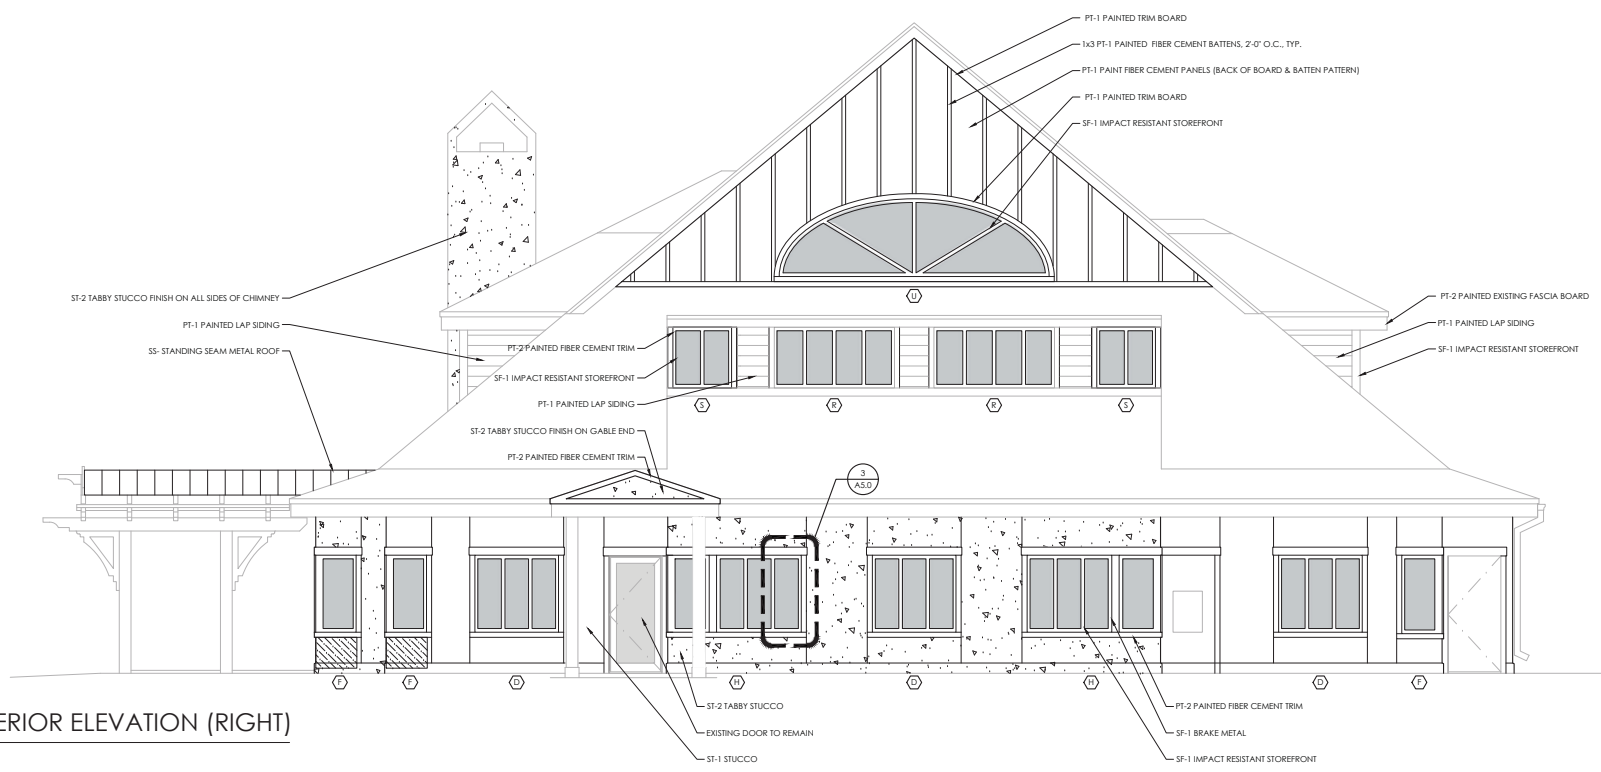 PT-1 PAINTED TRIM BOARD
1x3 PT-1 PAINTED FIBER CEMENT BATTENS, 2'-0" O.C., TYP.
PT-1 PAINT FIBER CEMENT PANELS (BACK OF BOARD & BATTEN PATTERN)
PT-1 PAINTED TRIM BOARD
SF-1 IMPACT RESISTANT STOREFRONT
ST-2 TABBY STUCCO FINISH ON ALL SIDES OF CHIMNEY
PT-1 PAINTED LAP SIDING
SS- STANDING SEAM METAL ROOF
U
PT-2 PAINTED EXISTING FASCIA BOARD
PT-1 PAINTED LAP SIDING
SF-1 IMPACT RESISTANT STOREFRONT
PT-2 PAINTED FIBER CEMENT TRIM
SF-1 IMPACT RESISTANT STOREFRONT
PT-1 PAINTED LAP SIDING
S R R S
ST-2 TABBY STUCCO FINISH ON GABLE END
PT-2 PAINTED FIBER CEMENT TRIM
3
A5.0
F F D H D H D F
ST-2 TABBY STUCCO
EXISTING DOOR TO REMAIN
ST-1 STUCCO
PT-2 PAINTED FIBER CEMENT TRIM
SF-1 BRAKE METAL
SF-1 IMPACT RESISTANT STOREFRONT
ERIOR ELEVATION (RIGHT)